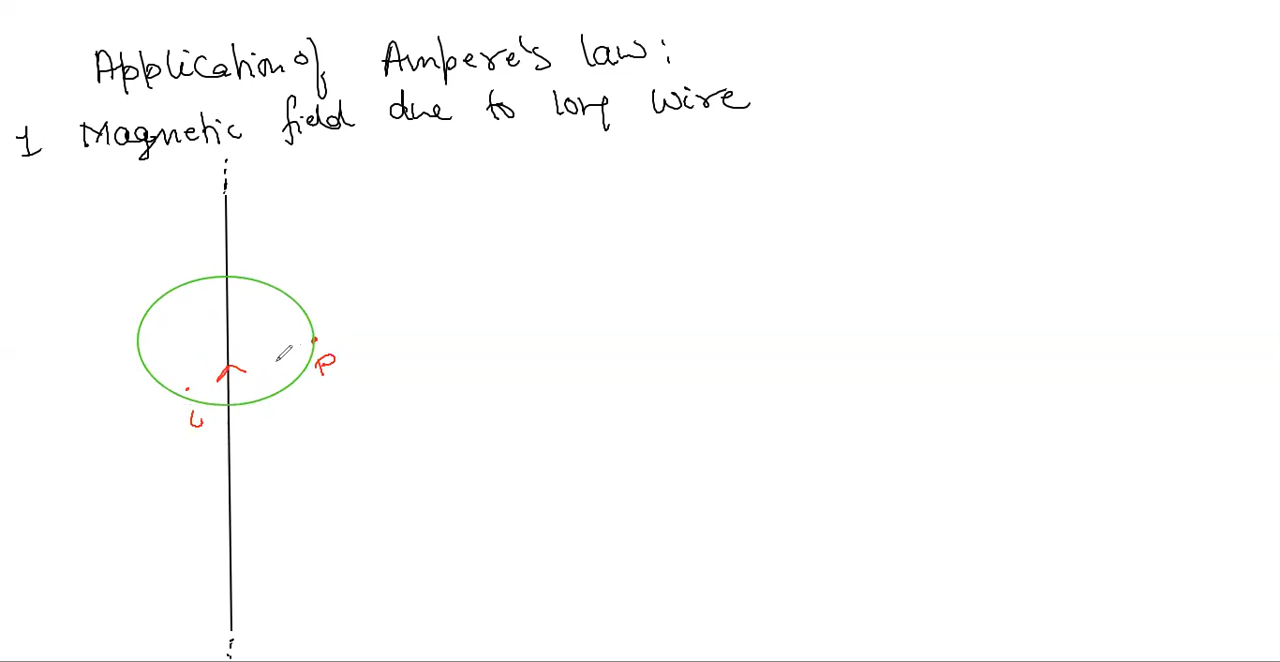 Application of Ampere's law:
1 Magnetic field due to long wire
P
i